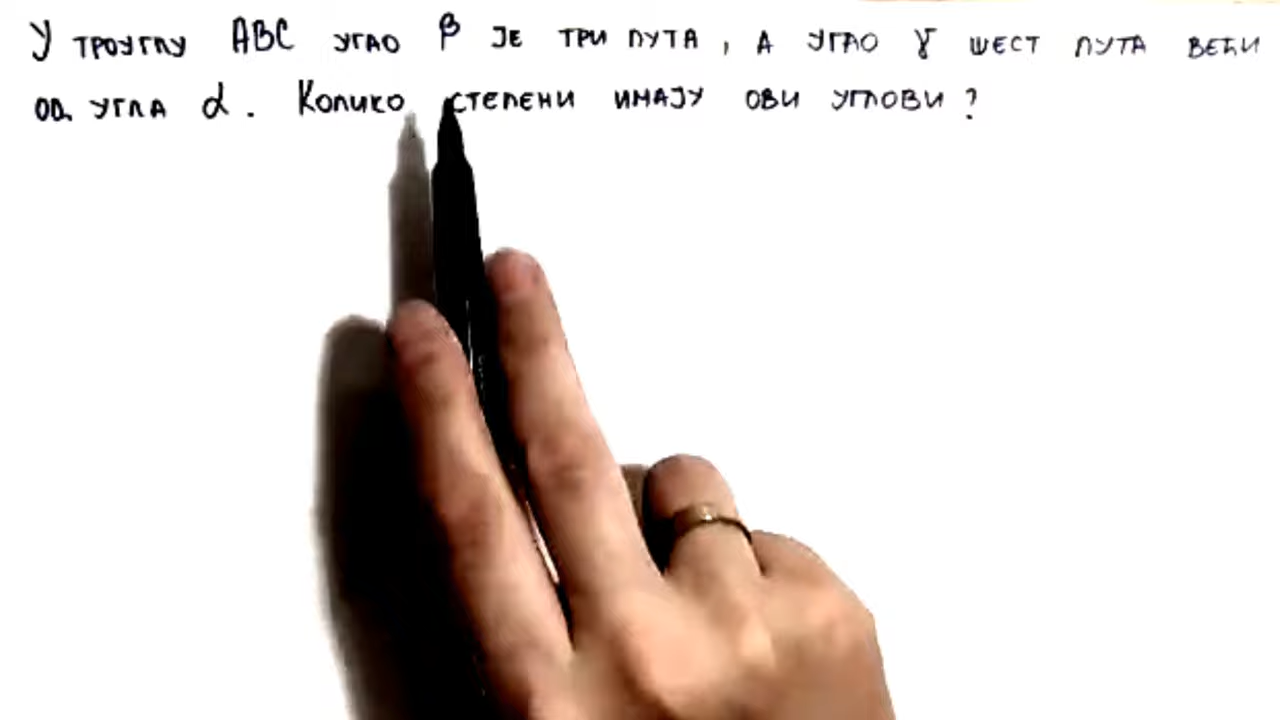 У ТРОУГЛУ ABC УГАО β ЈЕ ТРИ ПУТА, А УГАО γ ШЕСТ ПУТА ВЕЋИ
ОД УГЛА α. Колико СТЕПЕНИ ИМАЈУ ОВИ УГЛОВИ?